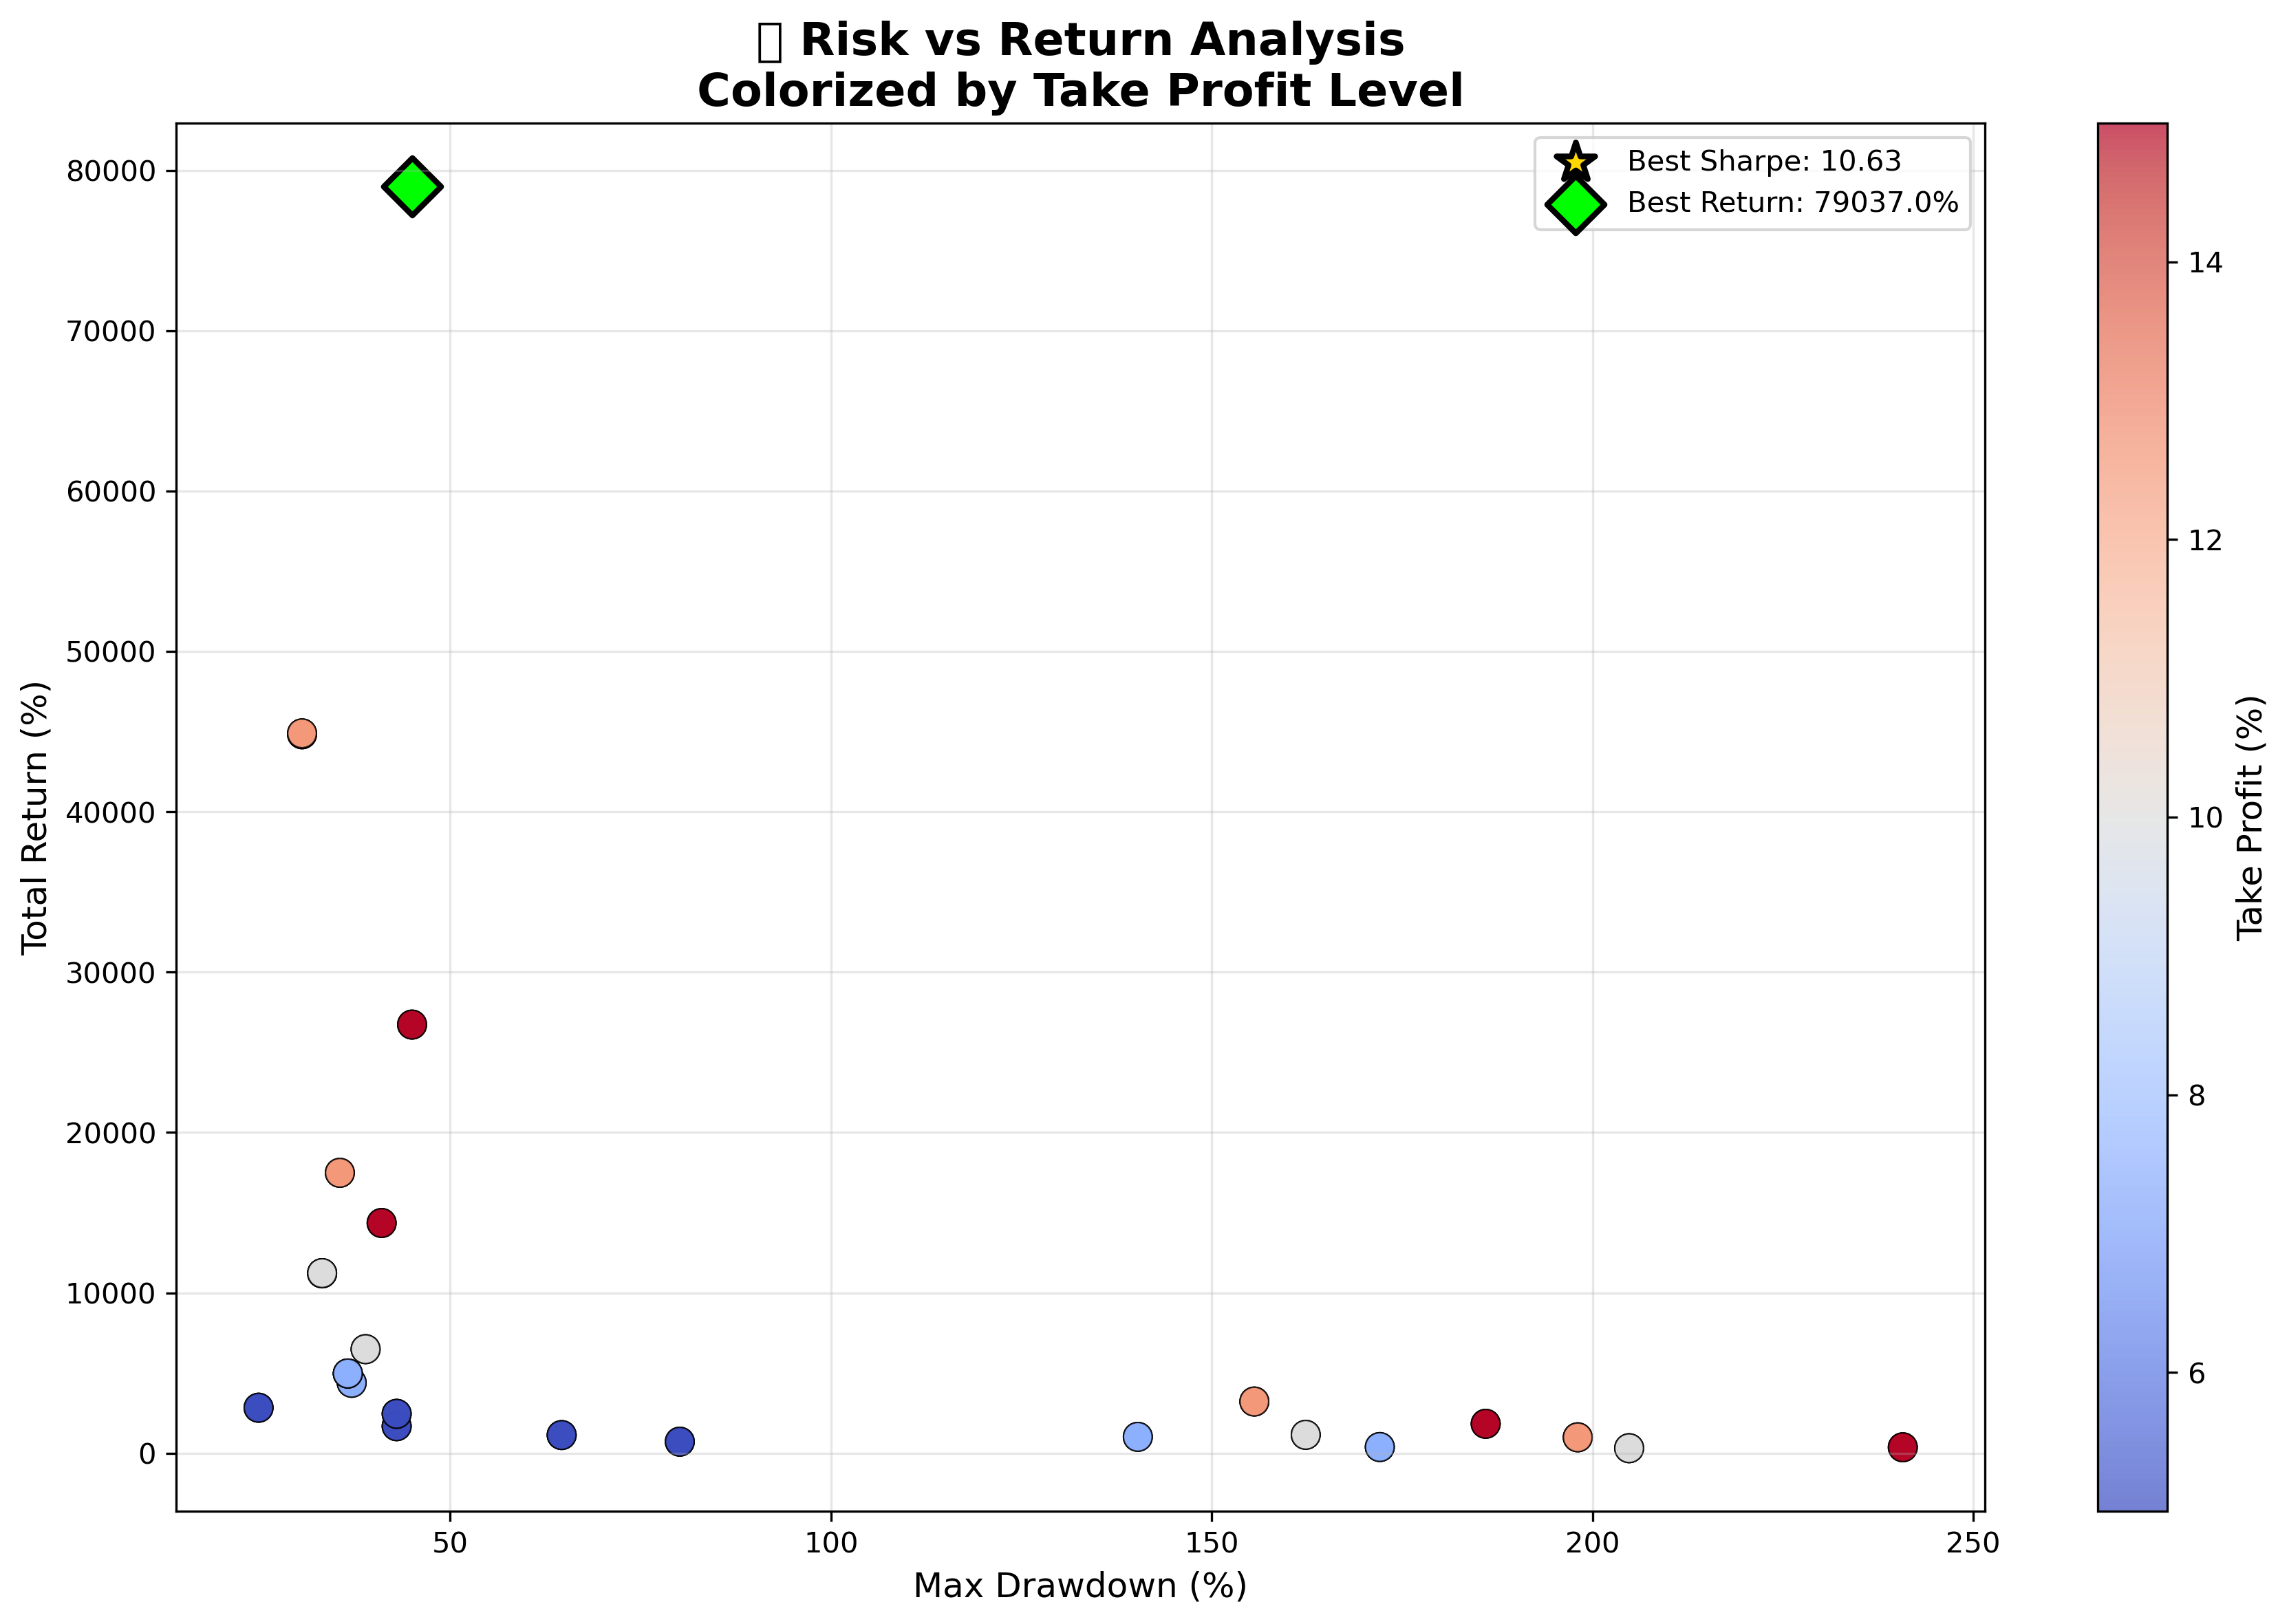 Risk vs Return Analysis
Colorized by Take Profit Level
Best Sharpe: 10.63
Best Return: 79037.0%
Total Return (%)
80000
70000
60000
50000
40000
30000
20000
10000
0
50
100
150
200
250
Max Drawdown (%)
14
12
10
8
6
Take Profit (%)